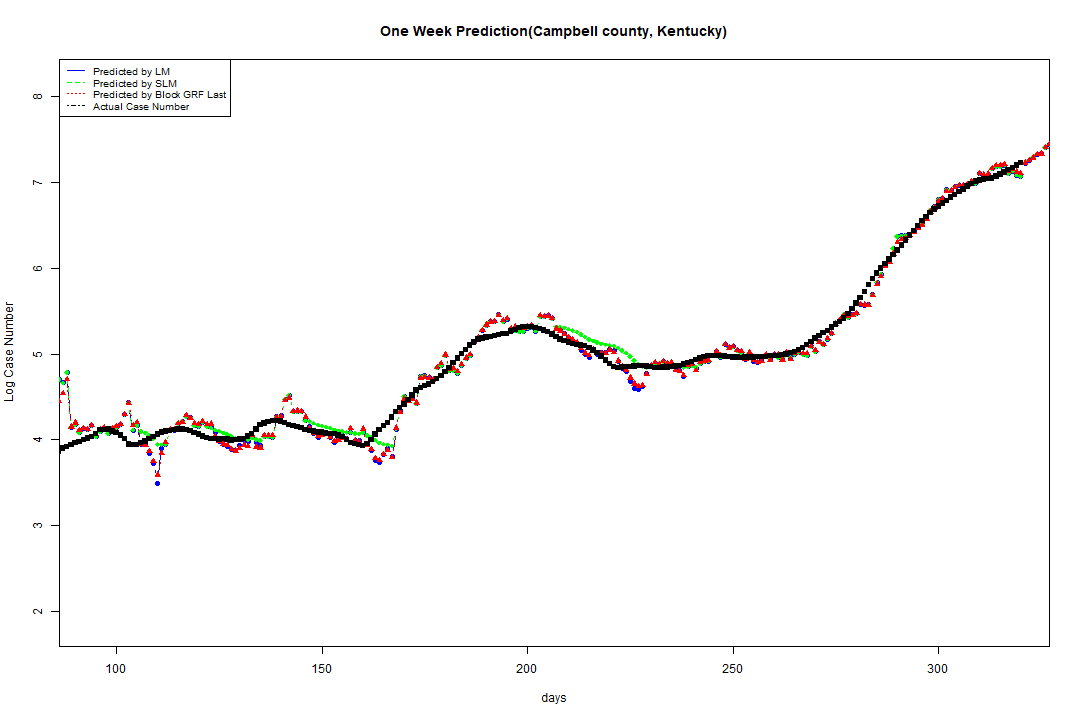 One Week Prediction(Campbell county, Kentucky)
Predicted by LM
Predicted by SLM
Predicted by Block GRF Last
Actual Case Number
8
7
6
5
4
3
2
Log Case Number
100 150 200 250 300
days